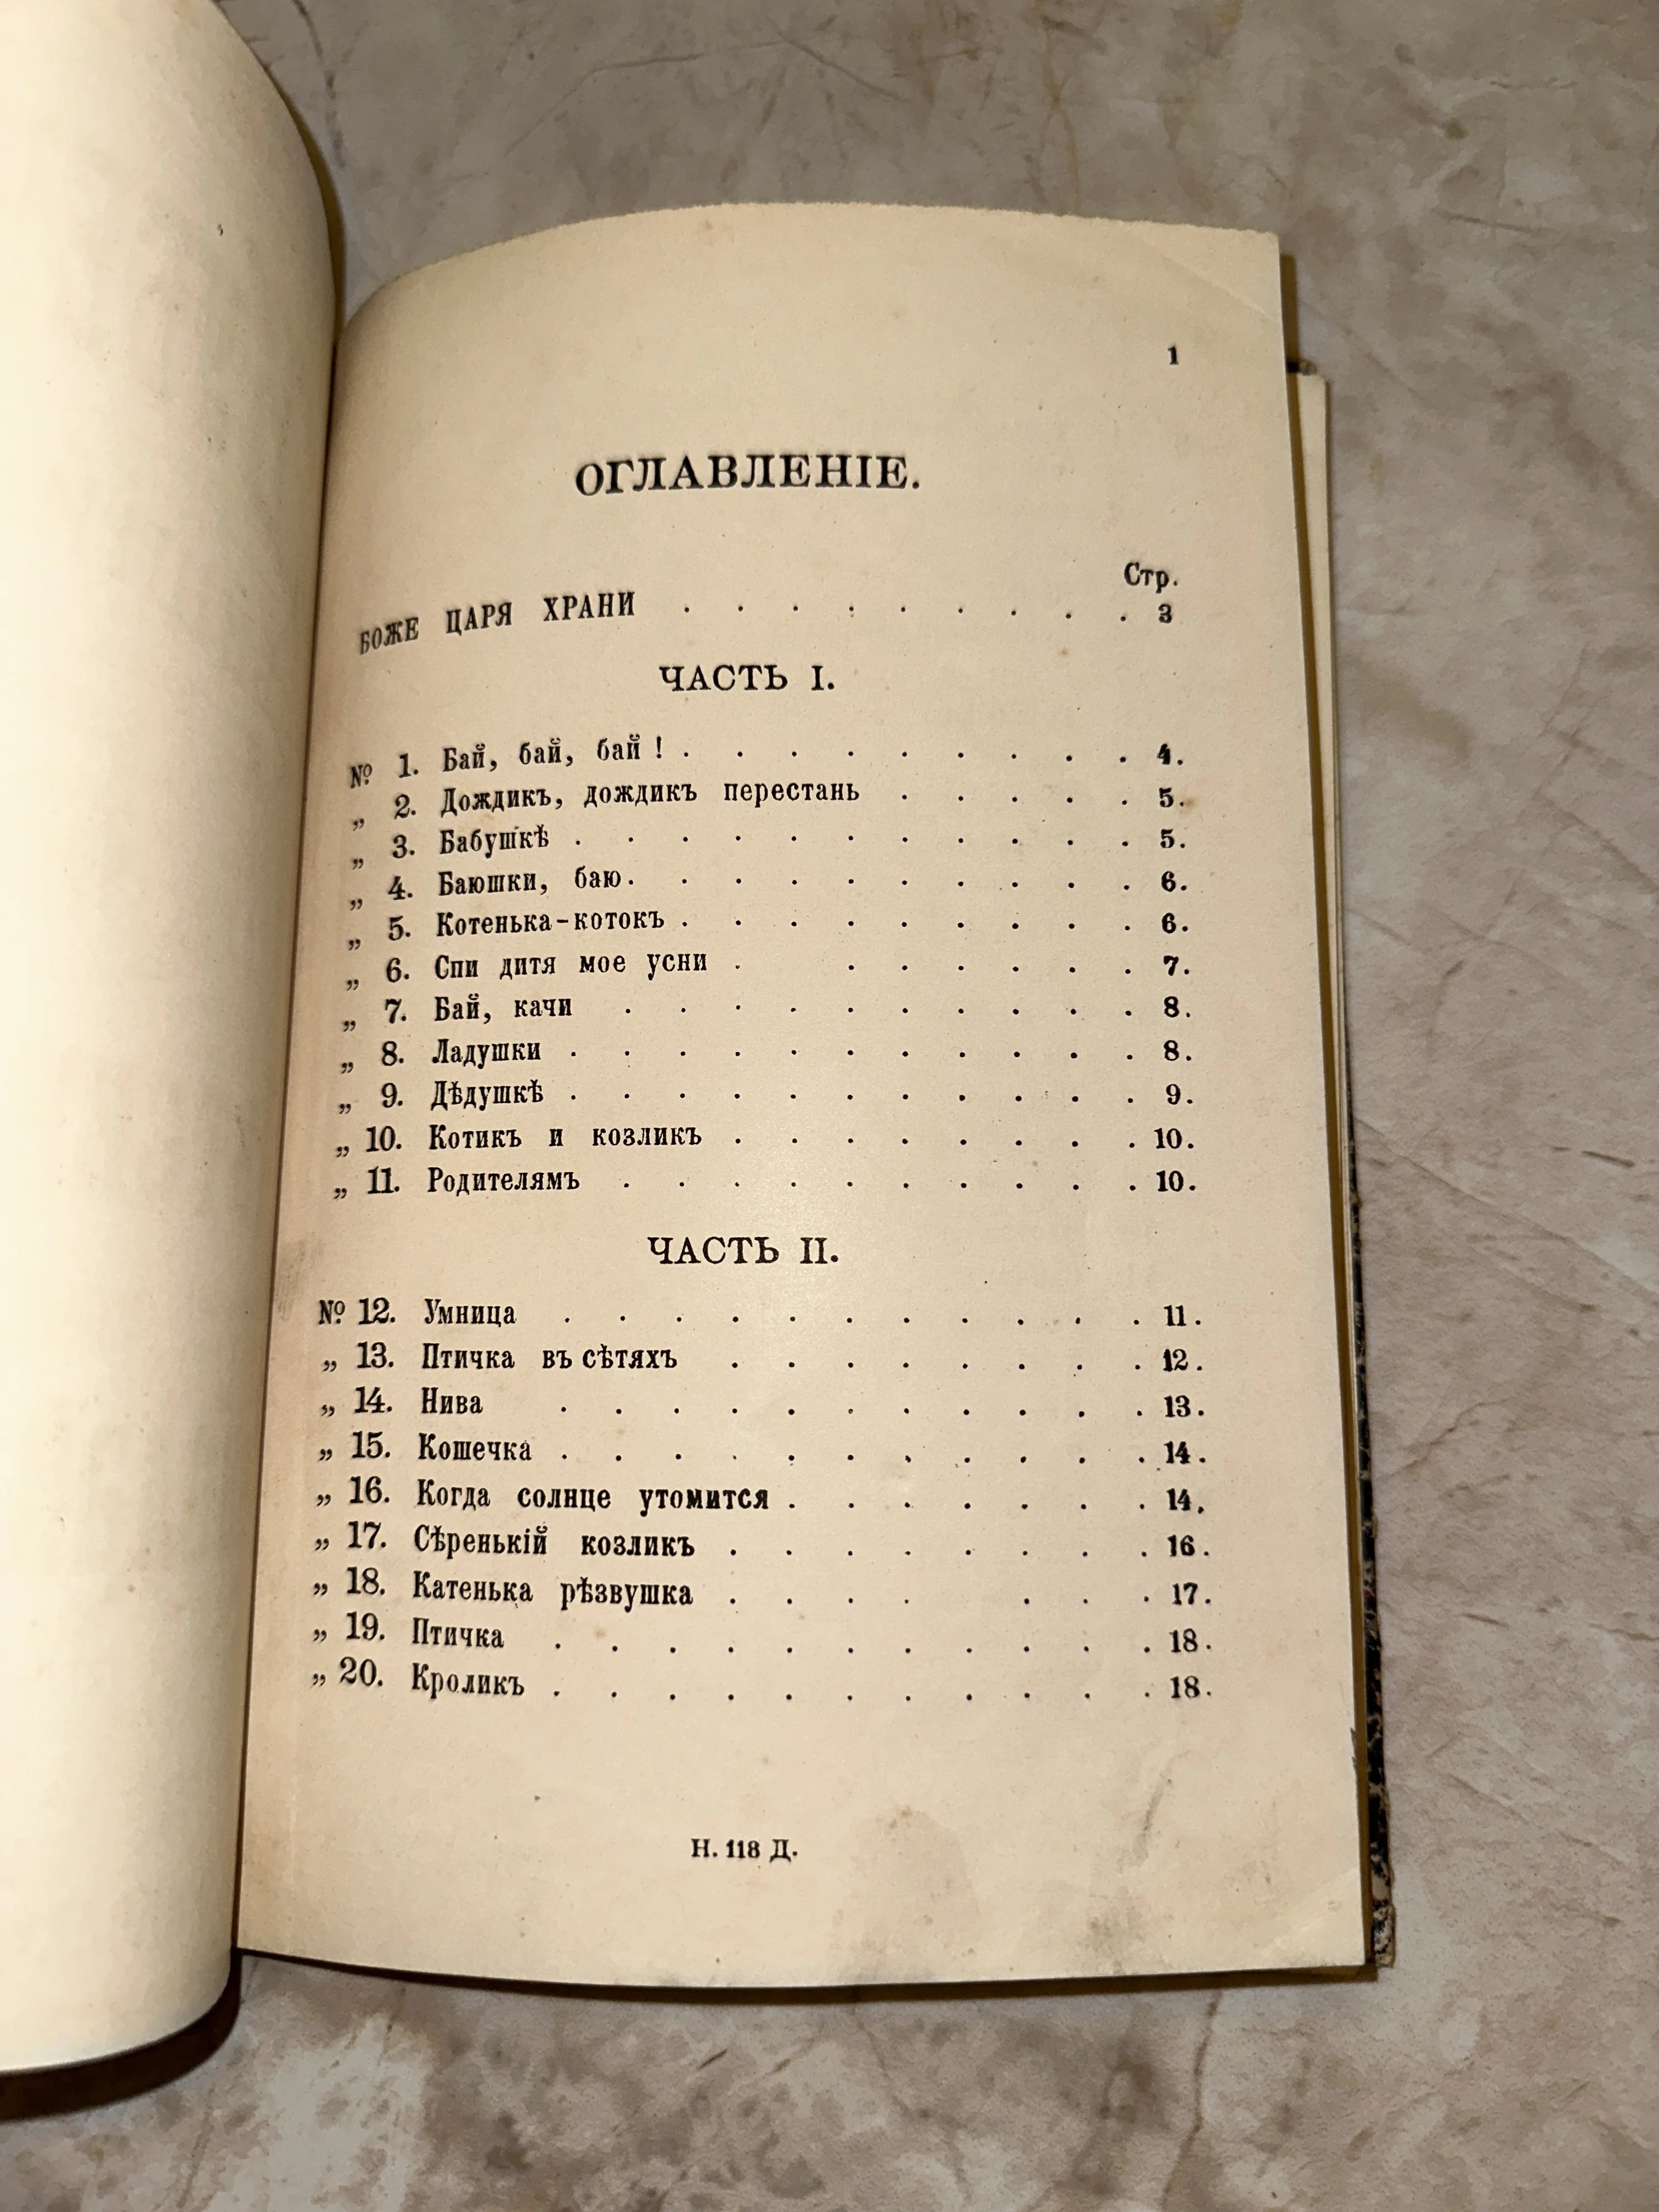 1
ОГЛАВЛЕНІЕ.
Стр.
БОЖЕ ЦАРЯ ХРАНИ . . . . . . . . . 3
ЧАСТЬ I.
№ 1. Бай, бай, бай ! . . . . . . . . . 4.
„ 2. Дождикъ, дождикъ перестань . . . . . 5.
„ 3. Бабушкѣ . . . . . . . . . . . 5.
„ 4. Баюшки, баю. . . . . . . . . . 6.
„ 5. Котенька-котокъ . . . . . . . . . 6.
„ 6. Спи дитя мое усни . . . . . . . 7.
„ 7. Бай, качи . . . . . . . . . . 8.
„ 8. Ладушки . . . . . . . . . . . 8.
„ 9. Дѣдушкѣ . . . . . . . . . . . 9.
„ 10. Котикъ и козликъ . . . . . . . . 10.
„ 11. Родителямъ . . . . . . . . . . 10.
ЧАСТЬ II.
№ 12. Умница . . . . . . . . . . . 11.
„ 13. Птичка въ сѣтяхъ . . . . . . . . 12.
„ 14. Нива . . . . . . . . . . . 13.
„ 15. Кошечка . . . . . . . . . . . 14.
„ 16. Когда солнце утомится . . . . . . . 14.
„ 17. Сѣренькій козликъ . . . . . . . . 16.
„ 18. Катенька рѣзвушка . . . . . . . 17.
„ 19. Птичка . . . . . . . . . . . 18.
„ 20. Кроликъ . . . . . . . . . . . 18.
Н. 118 Д.